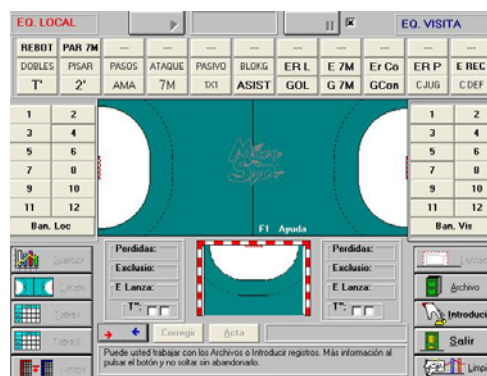 EQ. LOCAL EQ. VISITA
REBOT PAR 7M --- --- --- --- --- --- --- --- ---
DOBLES PISAR PASOS ATAQUE PASIVO BLOKG ER L E 7M Er Co ER P E REC
T' 2' AMA 7M 1X1 ASIST GOL G 7M GCon C JUG C DEF
1 2 1 2
3 4 3 4
5 6 5 6
7 8 7 8
9 10 9 10
11 12 11 12
Ban. Loc F1 Ayuda Ban. Vis
Perdidas: Perdidas:
Exclusio: Exclusio:
E Lanza: E Lanza:
Archivo
Introduci
Salir
Limpi
Corregir Acta
Puede usted trabajar con los Archivos o Introducir registros. Más información al
pulsar el botón y no soltar sin abandonarlo.